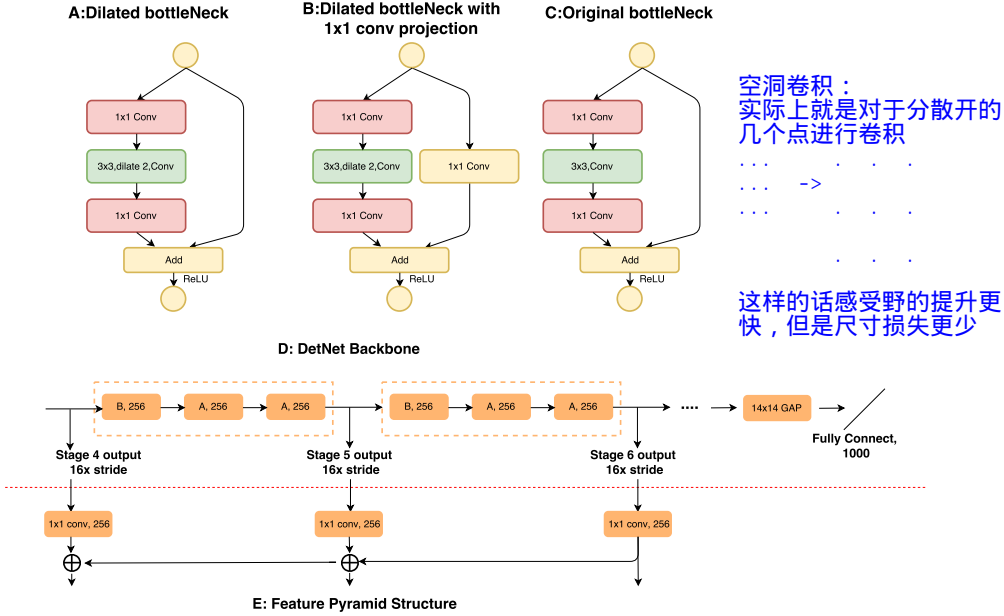 A:Dilated bottleNeck
B:Dilated bottleNeck with
1x1 conv projection
C:Original bottleNeck
1x1 Conv
3x3,dilate 2,Conv
1x1 Conv
Add
ReLU
1x1 Conv
3x3,dilate 2,Conv
1x1 Conv
1x1 Conv
Add
ReLU
1x1 Conv
3x3,Conv
1x1 Conv
Add
ReLU
空洞卷积：
实际上就是对于分散开的
几个点进行卷积
. . .   . . .
. . . ->
. . .   . . .
. . .
这样的话感受野的提升更
快，但是尺寸损失更少
D: DetNet Backbone
B, 256
A, 256
A, 256
B, 256
A, 256
A, 256
....
14x14 GAP
Fully Connect,
1000
Stage 4 output
16x stride
Stage 5 output
16x stride
Stage 6 output
16x stride
1x1 conv, 256
1x1 conv, 256
1x1 conv, 256
E: Feature Pyramid Structure